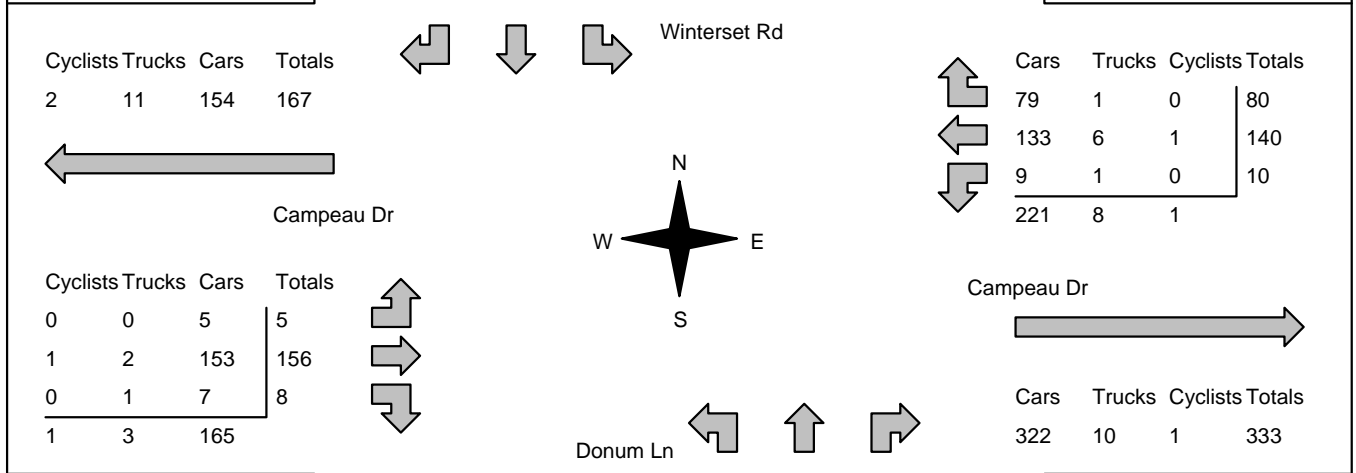 Winterset Rd
Cyclists Trucks Cars Totals
2 11 154 167
Cars Trucks Cyclists Totals
79 1 0 80
133 6 1 140
9 1 0 10
221 8 1
Campeau Dr
N
W E
S
Cyclists Trucks Cars Totals
0 0 5 5
1 2 153 156
0 1 7 8
1 3 165
Campeau Dr
Cars Trucks Cyclists Totals
322 10 1 333
Donum Ln